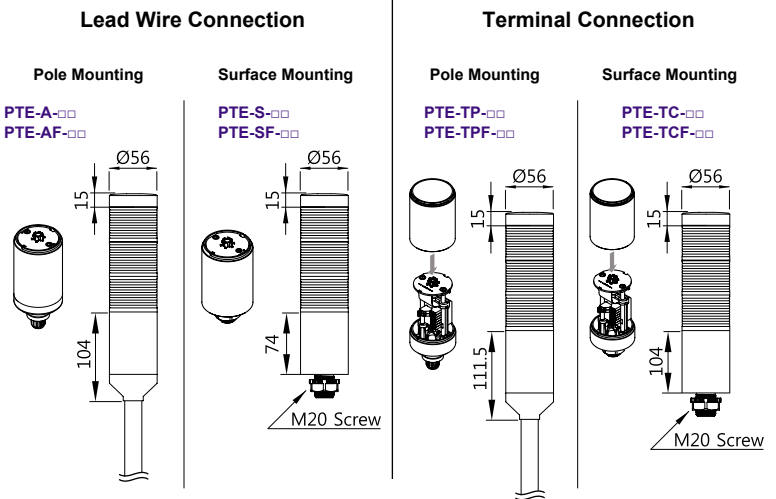 Lead Wire Connection
Terminal Connection
Pole Mounting
Surface Mounting
Pole Mounting
Surface Mounting
PTE-A-□□
PTE-AF-□□
PTE-S-□□
PTE-SF-□□
PTE-TP-□□
PTE-TPF-□□
PTE-TC-□□
PTE-TCF-□□
Ø56
15
104
Ø56
15
74
M20 Screw
Ø56
15
111.5
Ø56
15
104
M20 Screw